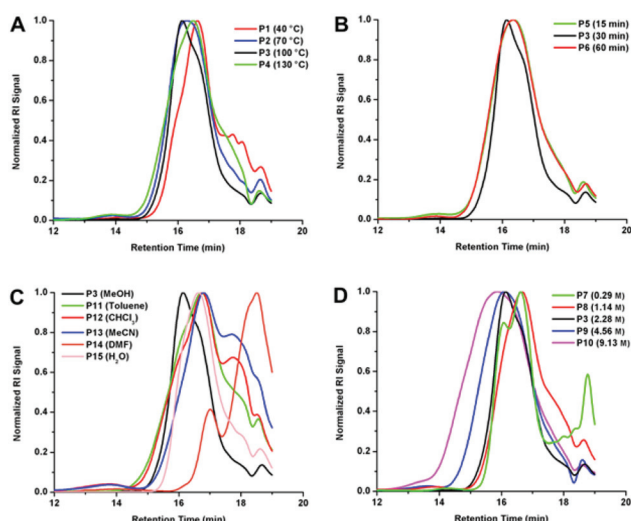 A
P1 (40 °C)
P2 (70 °C)
P3 (100 °C)
P4 (130 °C)
Normalized RI Signal
1.0
0.8
0.6
0.4
0.2
0.0
12 14 16 18 20
Retention Time (min)
B
P5 (15 min)
P3 (30 min)
P6 (60 min)
Normalized RI Signal
1.0
0.8
0.6
0.4
0.2
0.0
12 14 16 18 20
Retention Time (min)
C
P3 (MeOH)
P11 (Toluene)
P12 (CHCl₃)
P13 (MeCN)
P14 (DMF)
P15 (H₂O)
Normalized RI Signal
1.0
0.8
0.6
0.4
0.2
0.0
12 14 16 18 20
Retention Time (min)
D
P7 (0.29 M)
P8 (1.14 M)
P3 (2.28 M)
P9 (4.56 M)
P10 (9.13 M)
Normalized RI Signal
1.0
0.8
0.6
0.4
0.2
0.0
12 14 16 18 20
Retention Time (min)